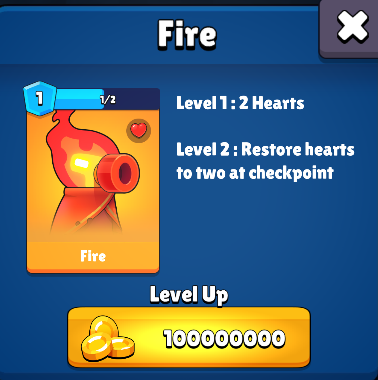 Fire
1
1/2
Level 1 : 2 Hearts
Level 2 : Restore hearts
to two at checkpoint
FIre
Level Up
100000000